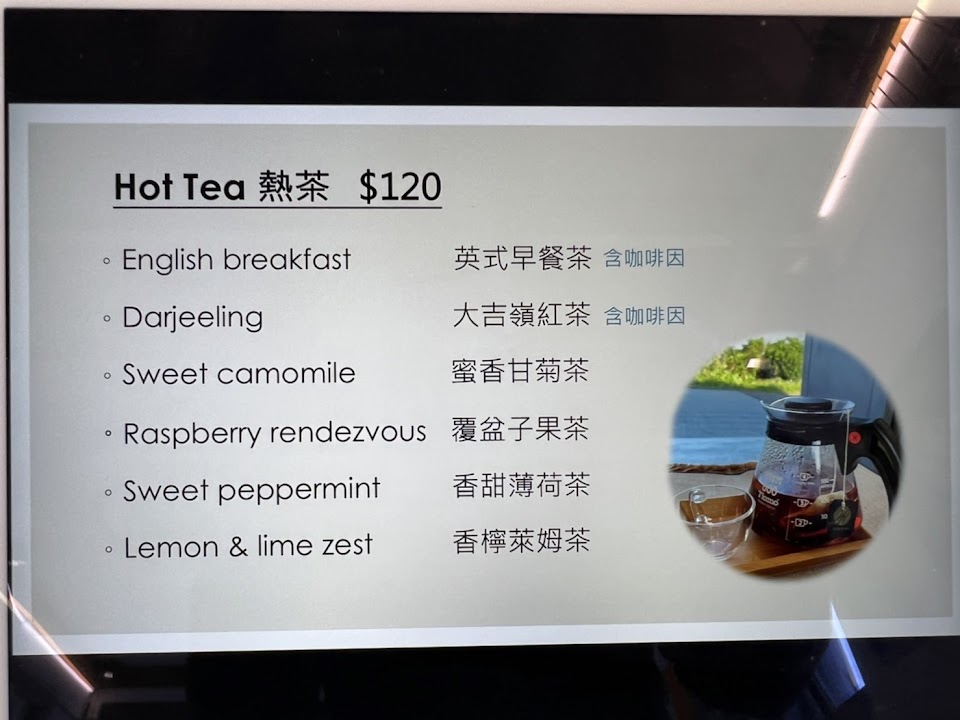 Hot Tea 熱茶 $120
English breakfast 英式早餐茶 含咖啡因
Darjeeling 大吉嶺紅茶 含咖啡因
Sweet camomile 蜜香甘菊茶
Raspberry rendezvous 覆盆子果茶
Sweet peppermint 香甜薄荷茶
Lemon & lime zest 香檸萊姆茶